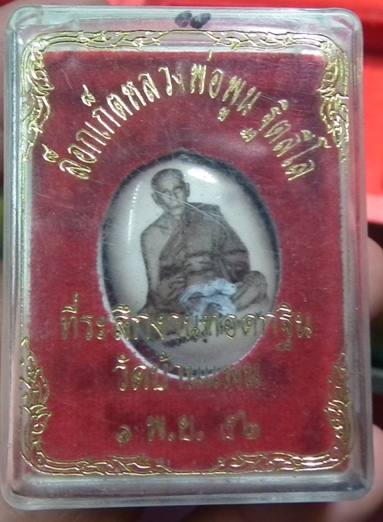 ล็อกเก็ตหลวงพ่อพูน ฐิตสีโล
ที่ระลึกงานทอดกฐิน
วัดบ้านแพน
๑ พ.ย. ๕๒